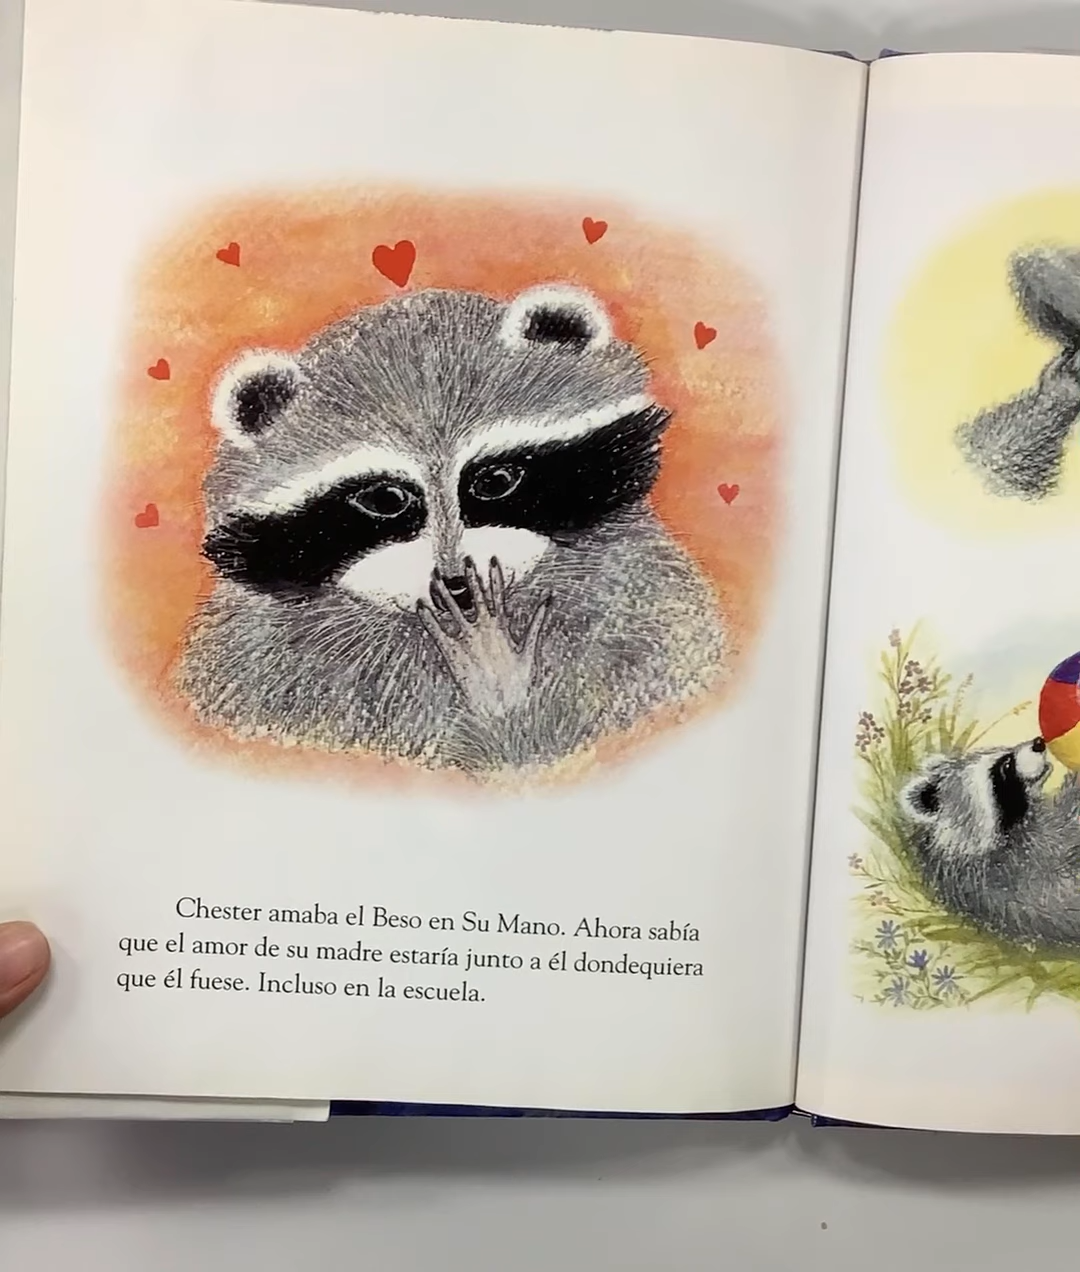 Chester amaba el Beso en Su Mano. Ahora sabía
que el amor de su madre estaría junto a él dondequiera
que él fuese. Incluso en la escuela.